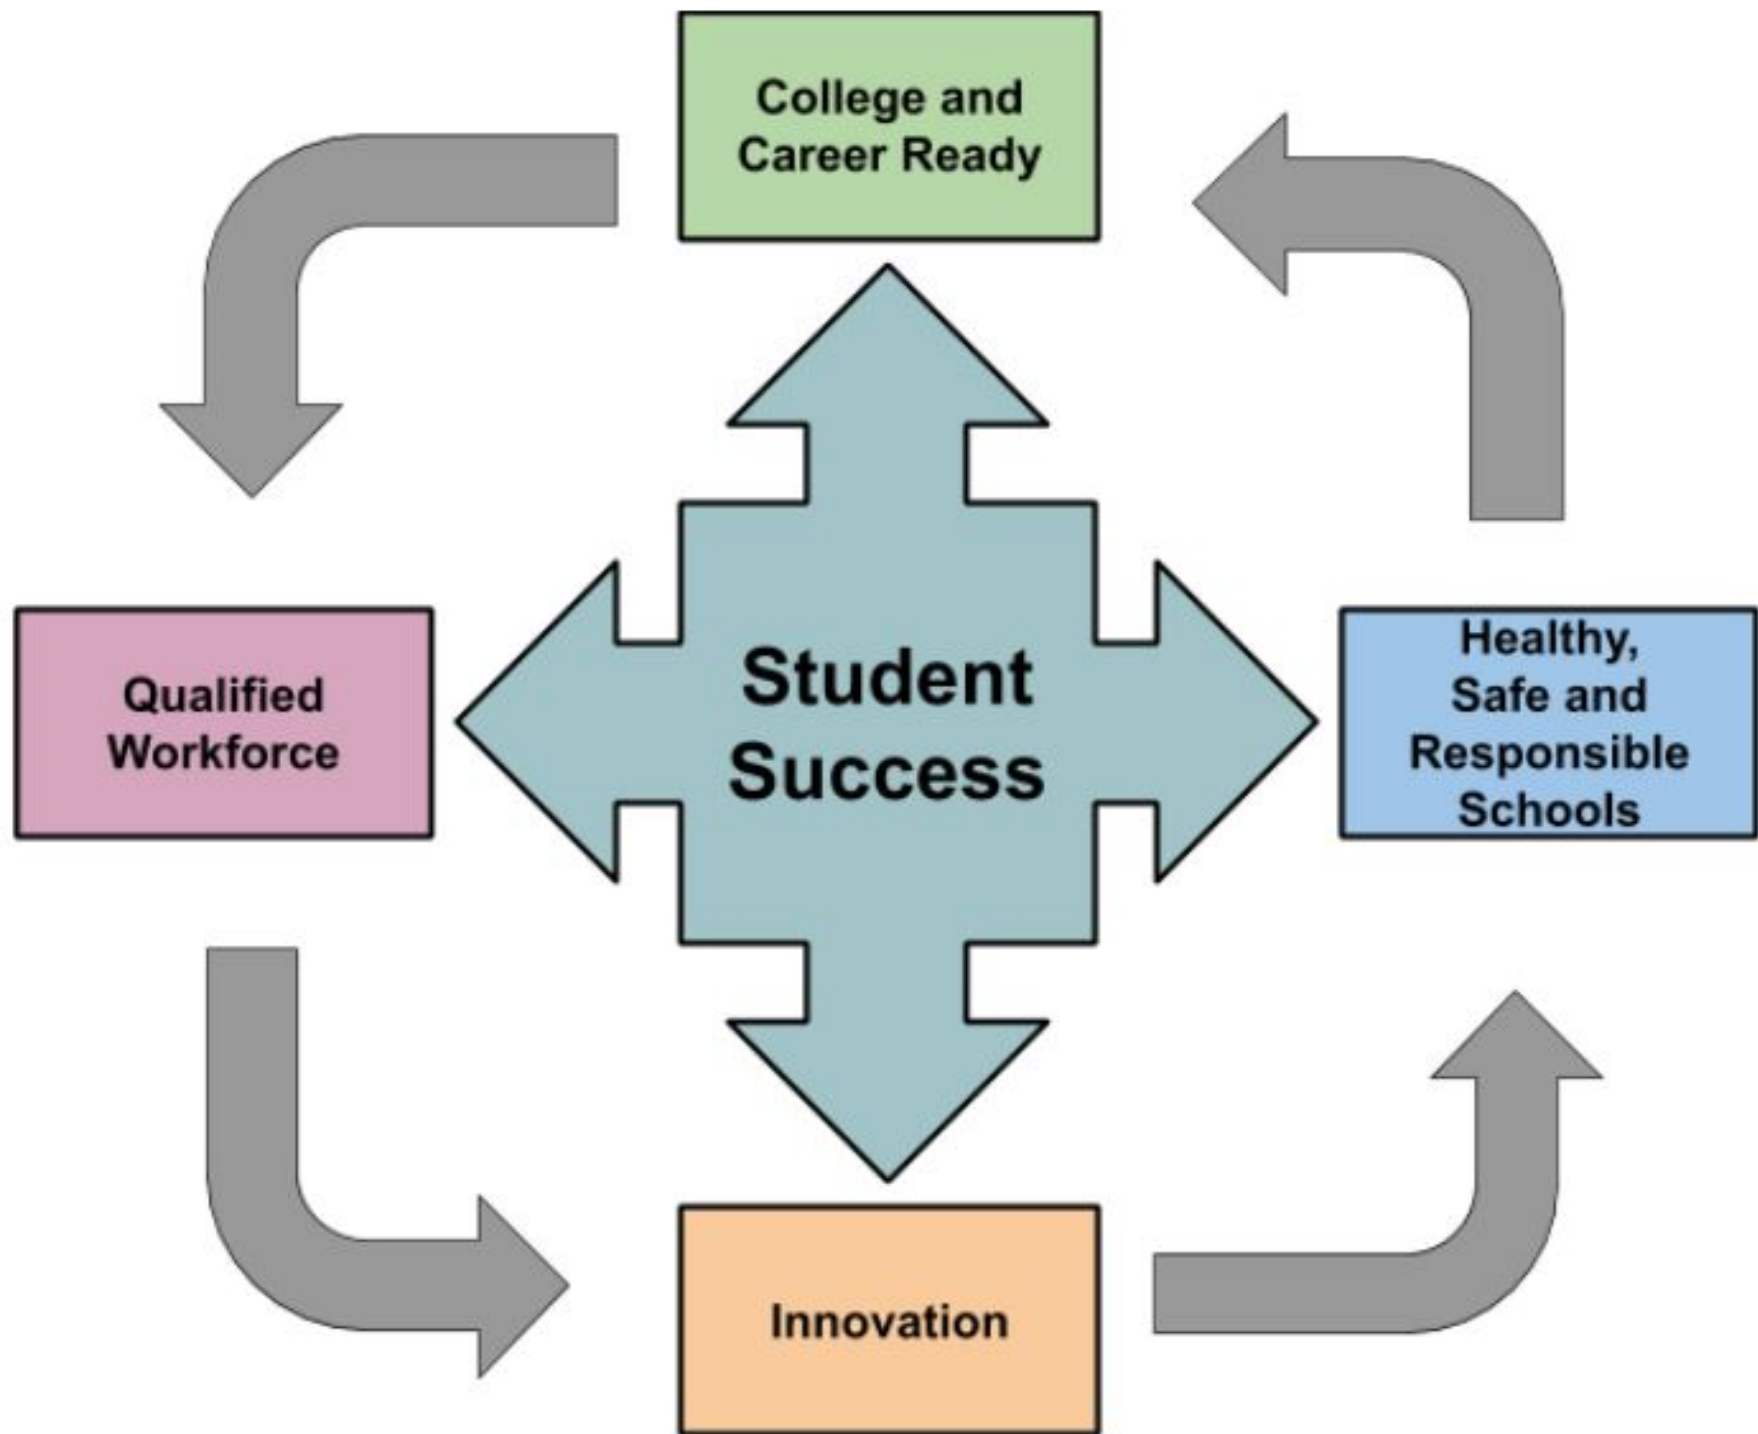 College and
Career Ready
Qualified
Workforce
Student
Success
Healthy,
Safe and
Responsible
Schools
Innovation